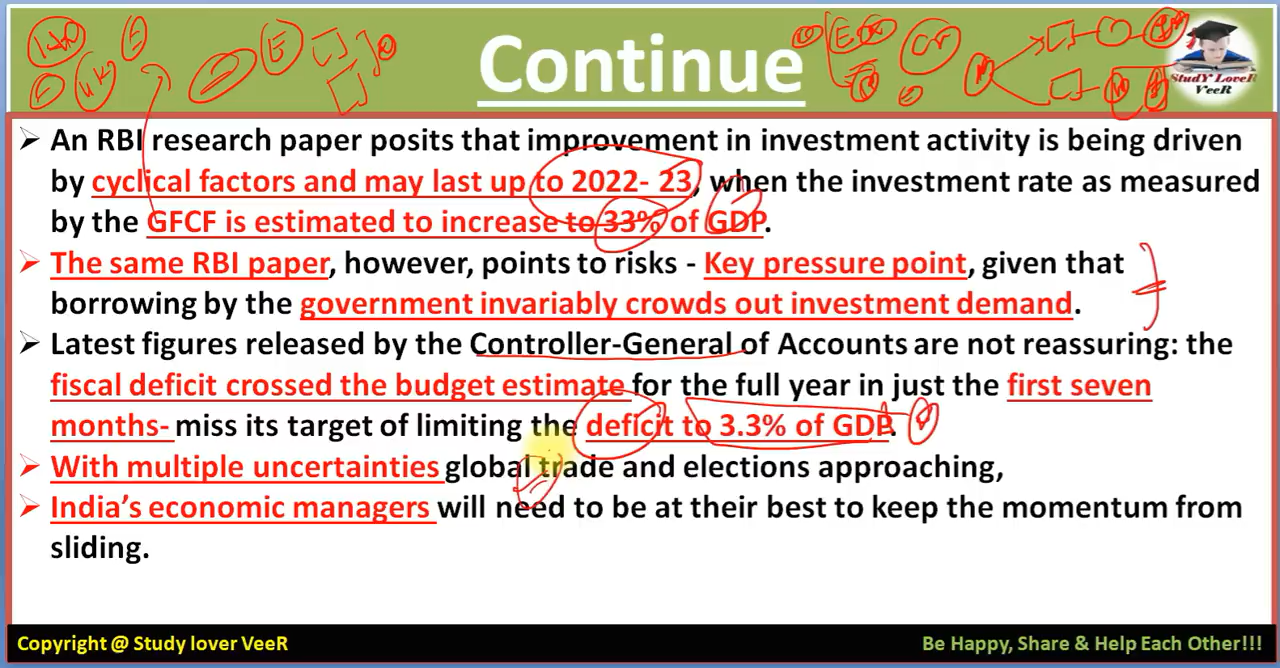 Continue
StudY LoveR
VeeR
➤ An RBI research paper posits that improvement in investment activity is being driven
by cyclical factors and may last up to 2022- 23, when the investment rate as measured
by the GFCF is estimated to increase to 33% of GDP.
➤ The same RBI paper, however, points to risks - Key pressure point, given that
borrowing by the government invariably crowds out investment demand.
➤ Latest figures released by the Controller-General of Accounts are not reassuring: the
fiscal deficit crossed the budget estimate for the full year in just the first seven
months- miss its target of limiting the deficit to 3.3% of GDP.
➤ With multiple uncertainties global trade and elections approaching,
➤ India’s economic managers will need to be at their best to keep the momentum from
sliding.
Copyright @ Study lover VeeR
Be Happy, Share & Help Each Other!!!